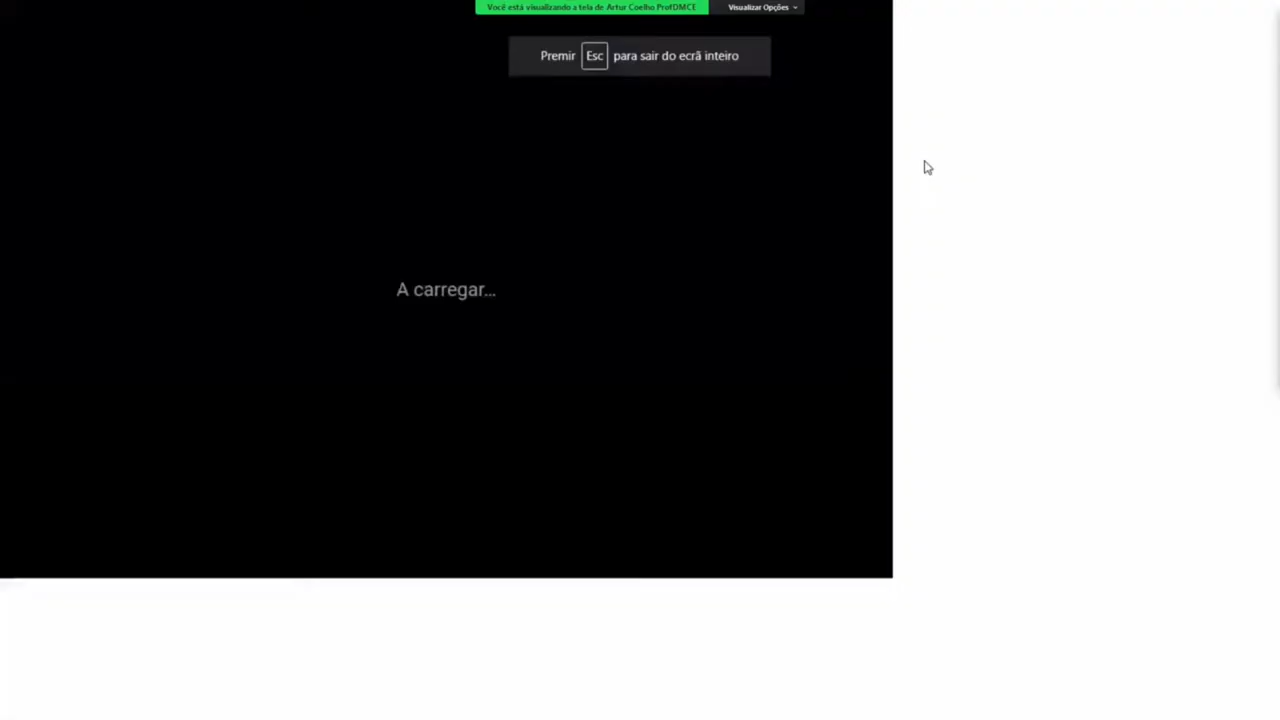 Você está visualizando a tela de Artur Coelho ProfDMCE Visualizar Opções
Premir Esc para sair do ecrã inteiro
A carregar...